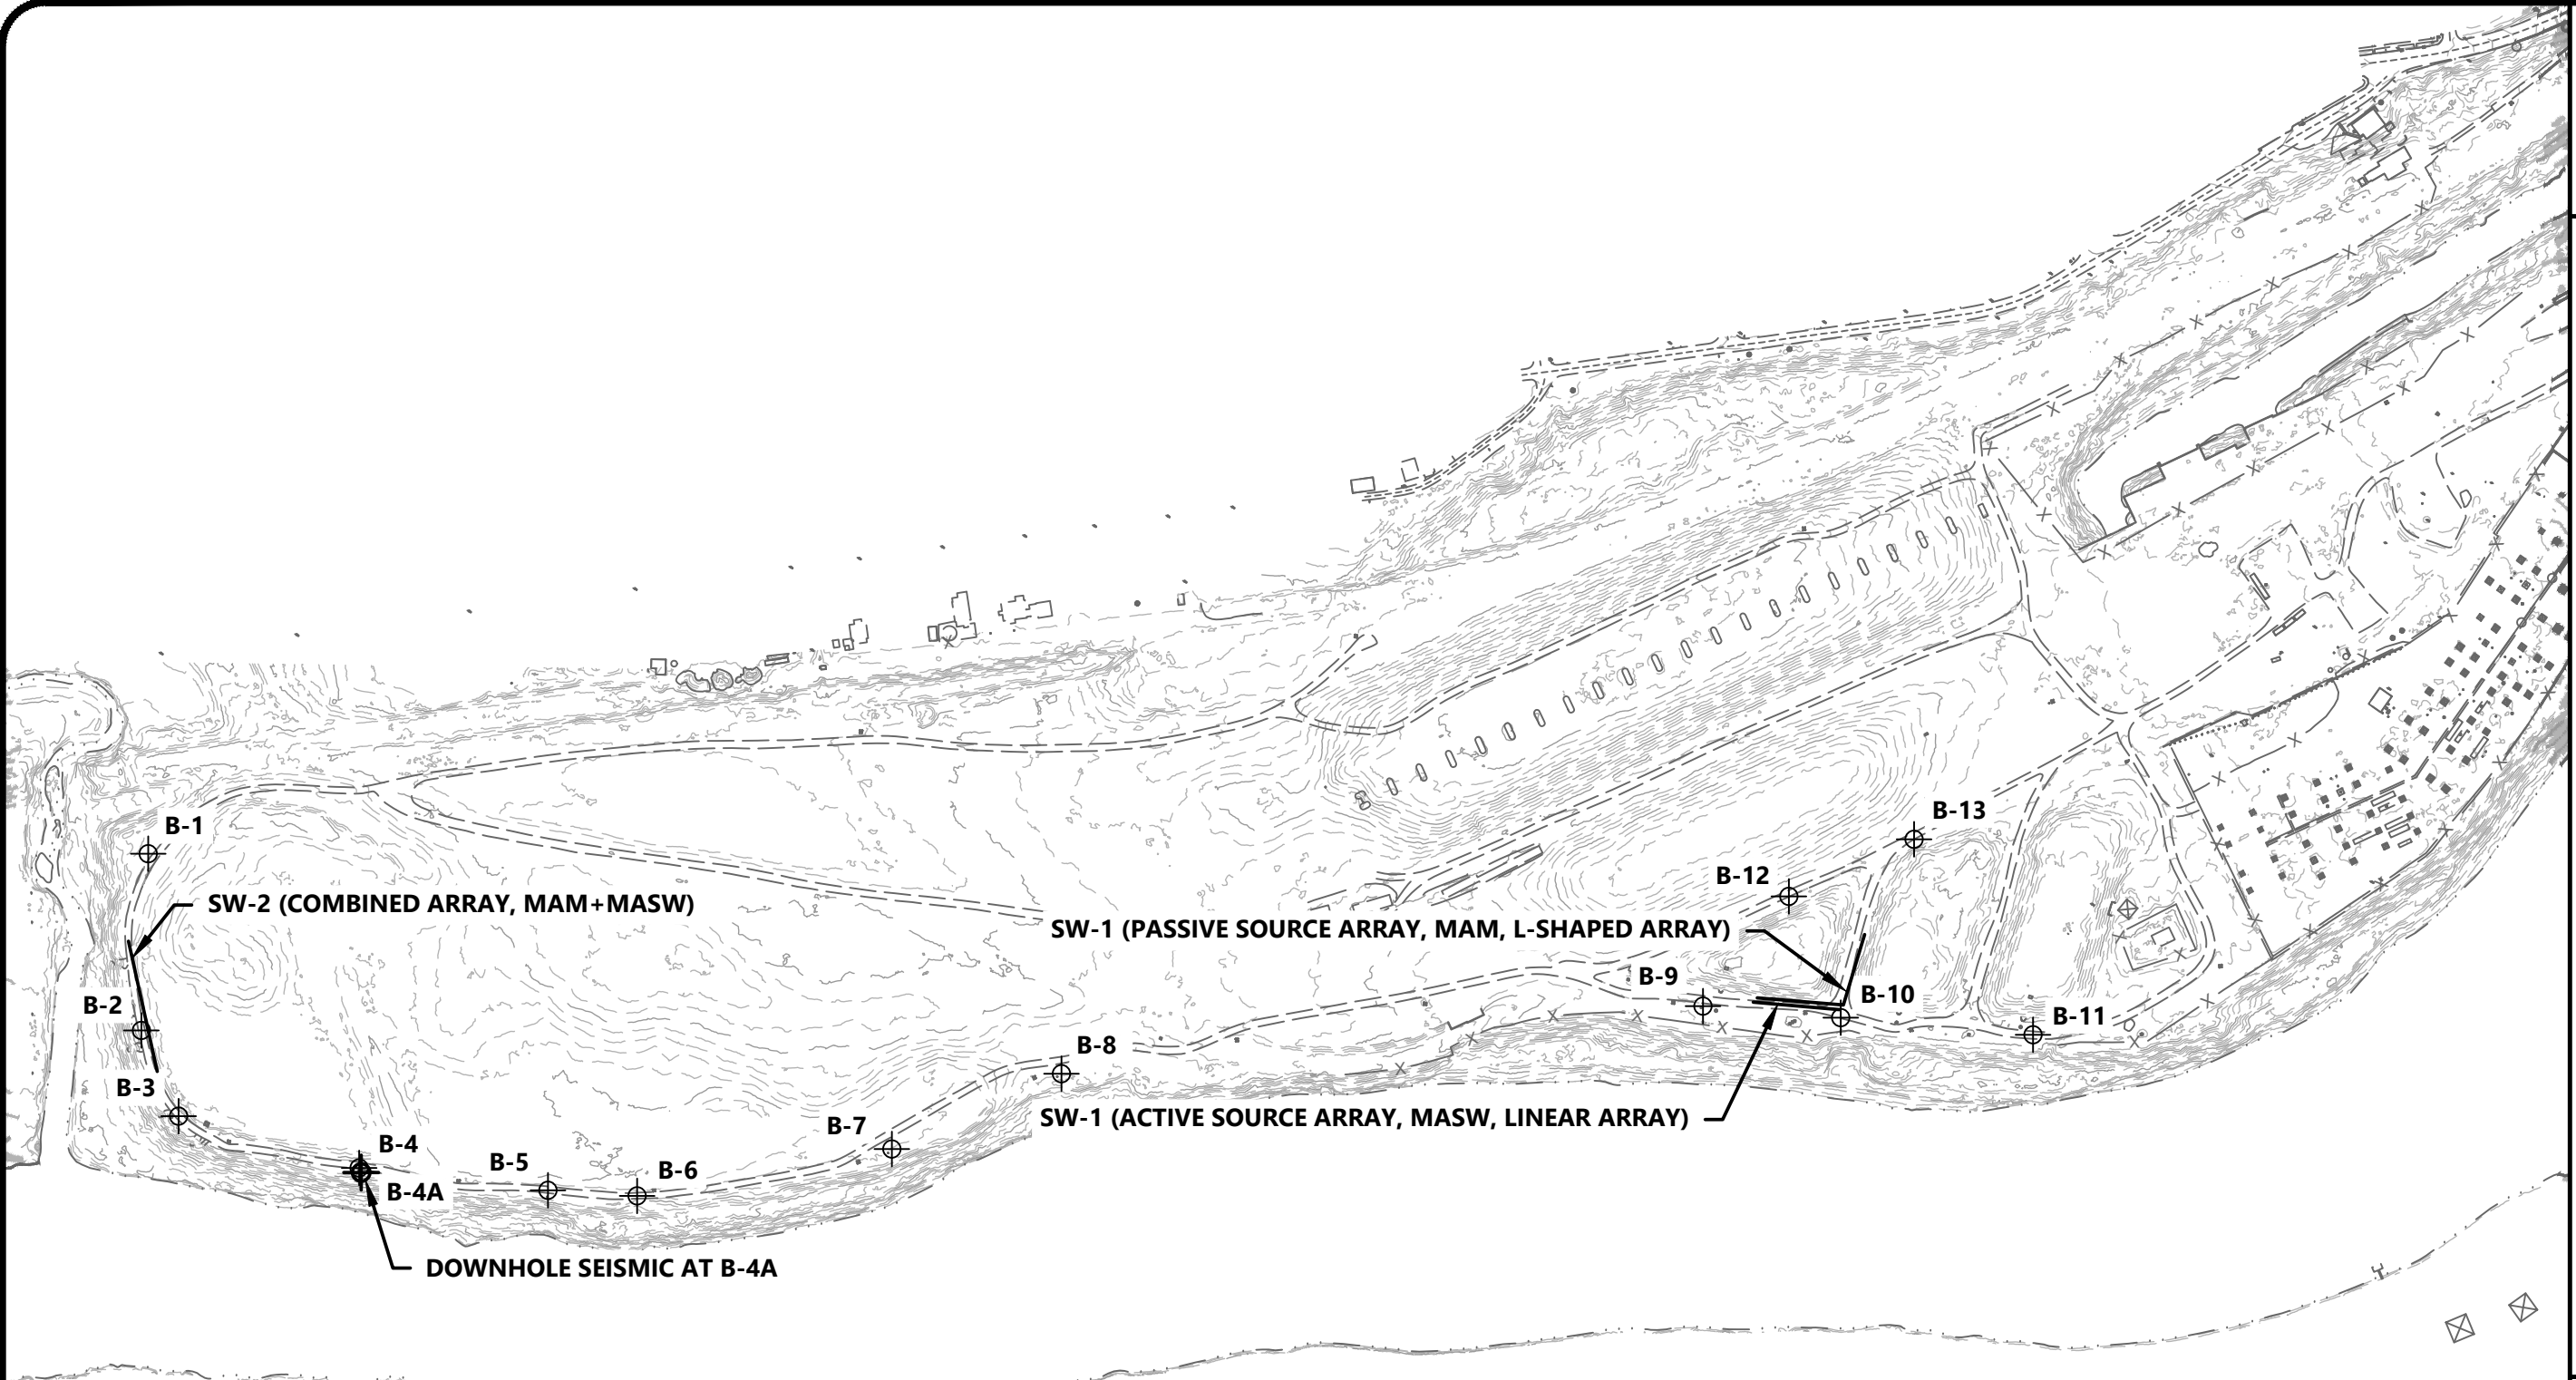 B-13
B-1
B-12
SW-2 (COMBINED ARRAY, MAM+MASW)
SW-1 (PASSIVE SOURCE ARRAY, MAM, L-SHAPED ARRAY)
B-9
B-10
B-2
B-11
B-8
B-3
SW-1 (ACTIVE SOURCE ARRAY, MASW, LINEAR ARRAY)
B-7
B-4
B-5
B-6
B-4A
DOWNHOLE SEISMIC AT B-4A